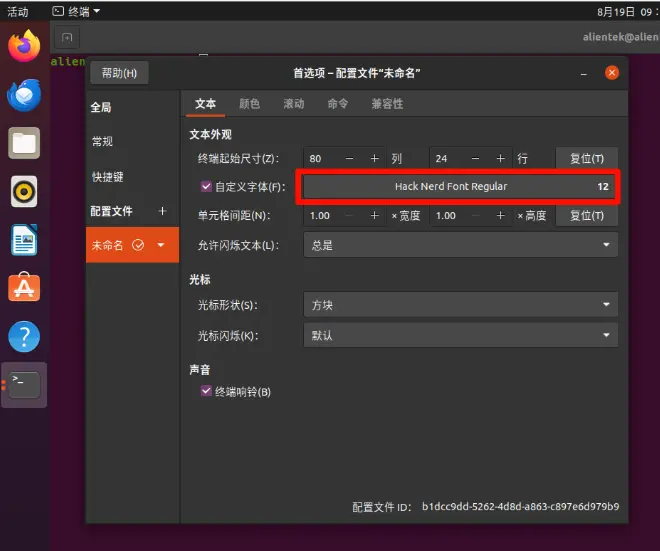 活动 终端 8月19日 09:
alientek@alien
alien
帮助(H) 首选项 – 配置文件“未命名”
全局
常规
快捷键
配置文件
未命名
文本 颜色 滚动 命令 兼容性
文本外观
终端起始尺寸(Z): 80 − + 列 24 − + 行 复位(T)
自定义字体(F): Hack Nerd Font Regular 12
单元格间距(N): 1.00 − + × 宽度 1.00 − + × 高度 复位(T)
允许闪烁文本(L): 总是
光标
光标形状(S): 方块
光标闪烁(K): 默认
声音
终端响铃(B)
配置文件 ID: b1dcc9dd-5262-4d8d-a863-c897e6d979b9